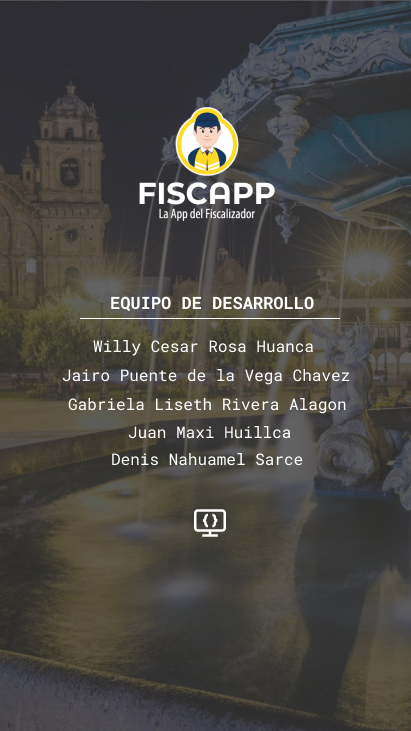 FISCAPP
La App del Fiscalizador
EQUIPO DE DESARROLLO
Willy Cesar Rosa Huanca
Jairo Puente de la Vega Chavez
Gabriela Liseth Rivera Alagon
Juan Maxi Huillca
Denis Nahuamel Sarce